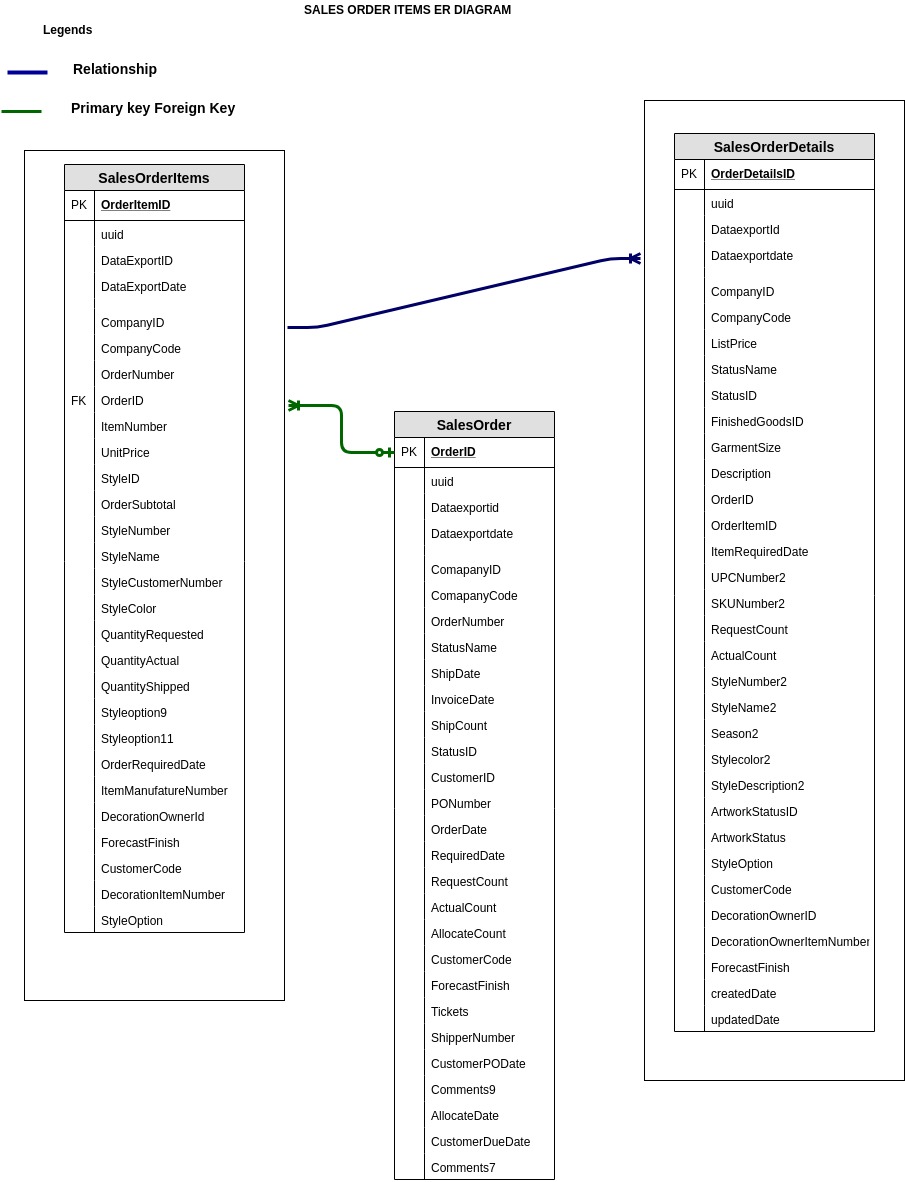 SALES ORDER ITEMS ER DIAGRAM
Legends
Relationship
Primary key Foreign Key
SalesOrderItems
PK OrderItemID
uuid
DataExportID
DataExportDate
CompanyID
CompanyCode
OrderNumber
FK OrderID
ItemNumber
UnitPrice
StyleID
OrderSubtotal
StyleNumber
StyleName
StyleCustomerNumber
StyleColor
QuantityRequested
QuantityActual
QuantityShipped
Styleoption9
Styleoption11
OrderRequiredDate
ItemManufatureNumber
DecorationOwnerId
ForecastFinish
CustomerCode
DecorationItemNumber
StyleOption
SalesOrder
PK OrderID
uuid
Dataexportid
Dataexportdate
ComapanyID
ComapanyCode
OrderNumber
StatusName
ShipDate
InvoiceDate
ShipCount
StatusID
CustomerID
PONumber
OrderDate
RequiredDate
RequestCount
ActualCount
AllocateCount
CustomerCode
ForecastFinish
Tickets
ShipperNumber
CustomerPODate
Comments9
AllocateDate
CustomerDueDate
Comments7
SalesOrderDetails
PK OrderDetailsID
uuid
DataexportId
Dataexportdate
CompanyID
CompanyCode
ListPrice
StatusName
StatusID
FinishedGoodsID
GarmentSize
Description
OrderID
OrderItemID
ItemRequiredDate
UPCNumber2
SKUNumber2
RequestCount
ActualCount
StyleNumber2
StyleName2
Season2
Stylecolor2
StyleDescription2
ArtworkStatusID
ArtworkStatus
StyleOption
CustomerCode
DecorationOwnerID
DecorationOwnerItemNumber
ForecastFinish
createdDate
updatedDate